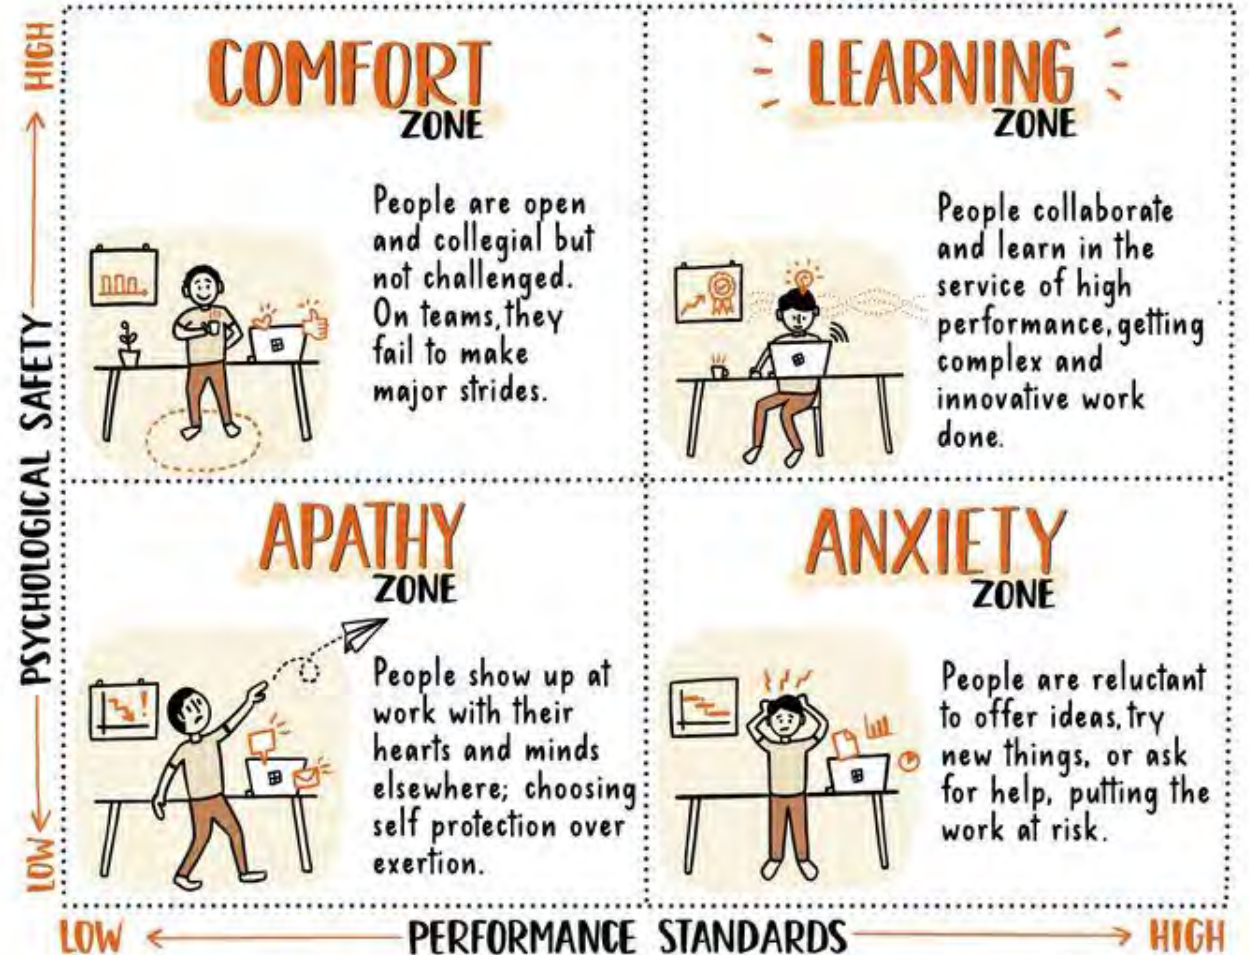 HIGH
PSYCHOLOGICAL SAFETY
LOW
COMFORT
ZONE
People are open
and collegial but
not challenged.
On teams, they
fail to make
major strides.
LEARNING
ZONE
People collaborate
and learn in the
service of high
performance, getting
complex and
innovative work
done.
APATHY
ZONE
People show up at
work with their
hearts and minds
elsewhere; choosing
self protection over
exertion.
ANXIETY
ZONE
People are reluctant
to offer ideas, try
new things, or ask
for help, putting the
work at risk.
LOW
PERFORMANCE STANDARDS
HIGH